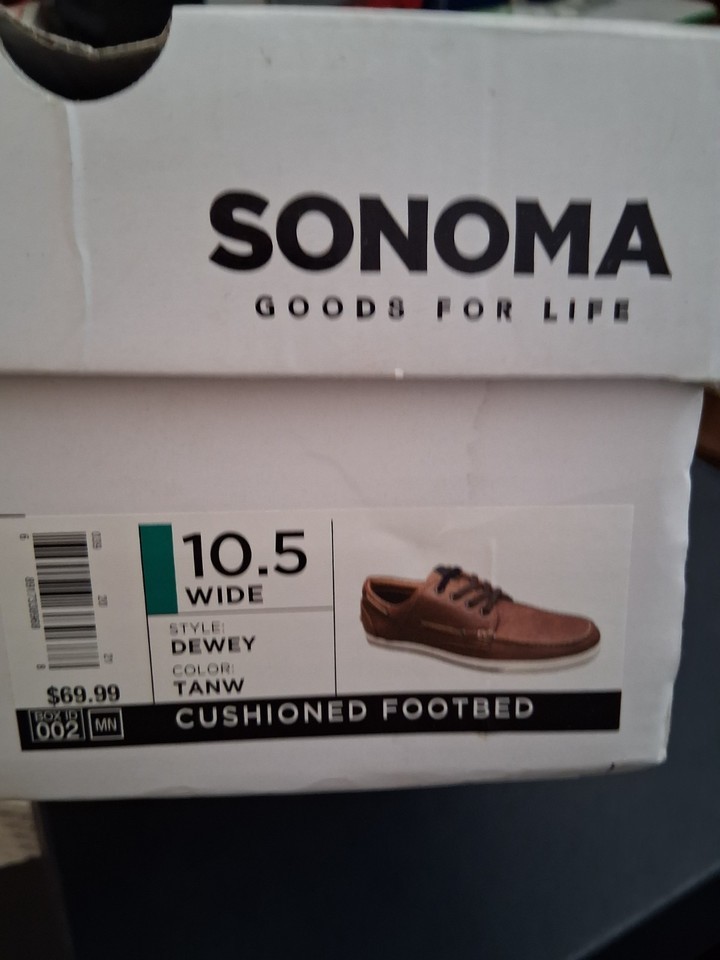 SONOMA
GOODS FOR LIFE
10.5
WIDE
STYLE:
DEWEY
COLOR:
TANW
$69.99
BOX ID
002
MN
CUSHIONED FOOTBED